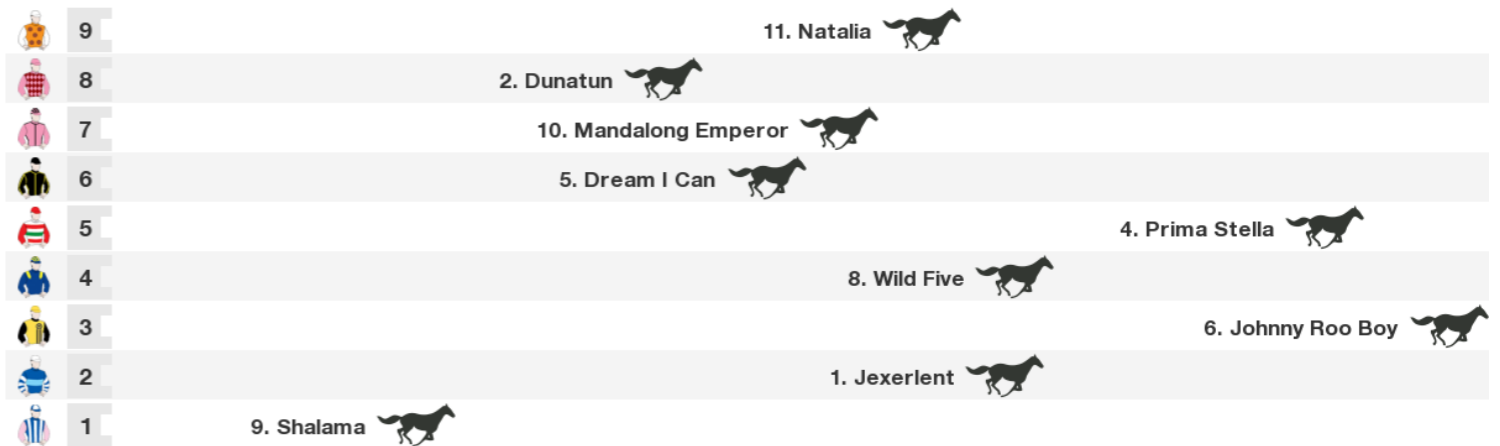 9 11. Natalia
8 2. Dunatun
7 10. Mandalong Emperor
6 5. Dream I Can
5 4. Prima Stella
4 8. Wild Five
3 6. Johnny Roo Boy
2 1. Jexerlent
1 9. Shalama